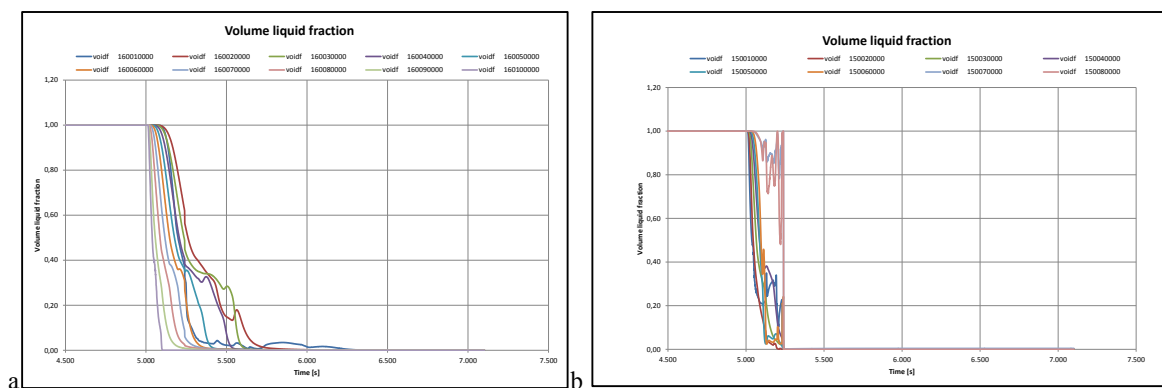 Volume liquid fraction
voidf 160010000 voidf 160020000 voidf 160030000 voidf 160040000 voidf 160050000
voidf 160060000 voidf 160070000 voidf 160080000 voidf 160090000 voidf 160100000
1,20
1,00
0,80
0,60
0,40
0,20
0,00
Volume liquid fraction
4.500 5.000 5.500 6.000 6.500 7.000 7.500
Time [s]
a
Volume liquid fraction
voidf 150010000 voidf 150020000 voidf 150030000 voidf 150040000
voidf 150050000 voidf 150060000 voidf 150070000 voidf 150080000
1,20
1,00
0,80
0,60
0,40
0,20
0,00
Volume liquid fraction
4.500 5.000 5.500 6.000 6.500 7.000 7.500
Time [s]
b